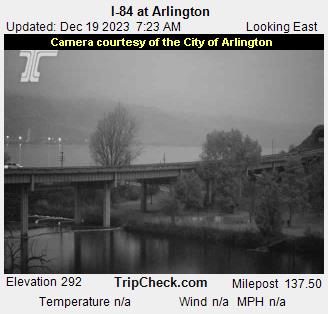 I-84 at Arlington
Updated: Dec 19 2023 7:23 AM Looking East
Camera courtesy of the City of Arlington
Elevation 292 TripCheck.com Milepost 137.50
Temperature n/a Wind n/a MPH n/a